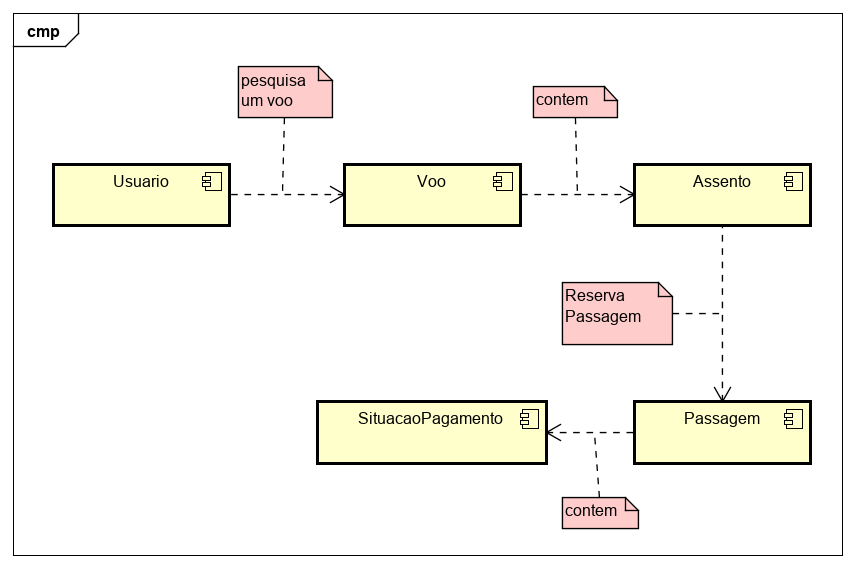 cmp
pesquisa
um voo
contem
Usuario
Voo
Assento
Reserva
Passagem
SituacaoPagamento
Passagem
contem